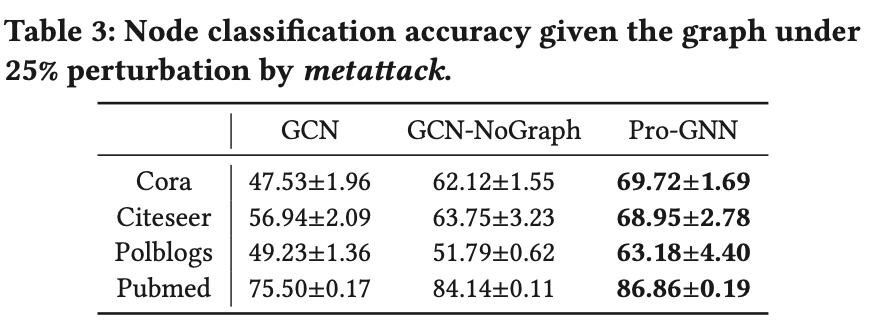 Table 3: Node classification accuracy given the graph under
25% perturbation by metattack.
GCN GCN-NoGraph Pro-GNN
Cora 47.53±1.96 62.12±1.55 69.72±1.69
Citeseer 56.94±2.09 63.75±3.23 68.95±2.78
Polblogs 49.23±1.36 51.79±0.62 63.18±4.40
Pubmed 75.50±0.17 84.14±0.11 86.86±0.19